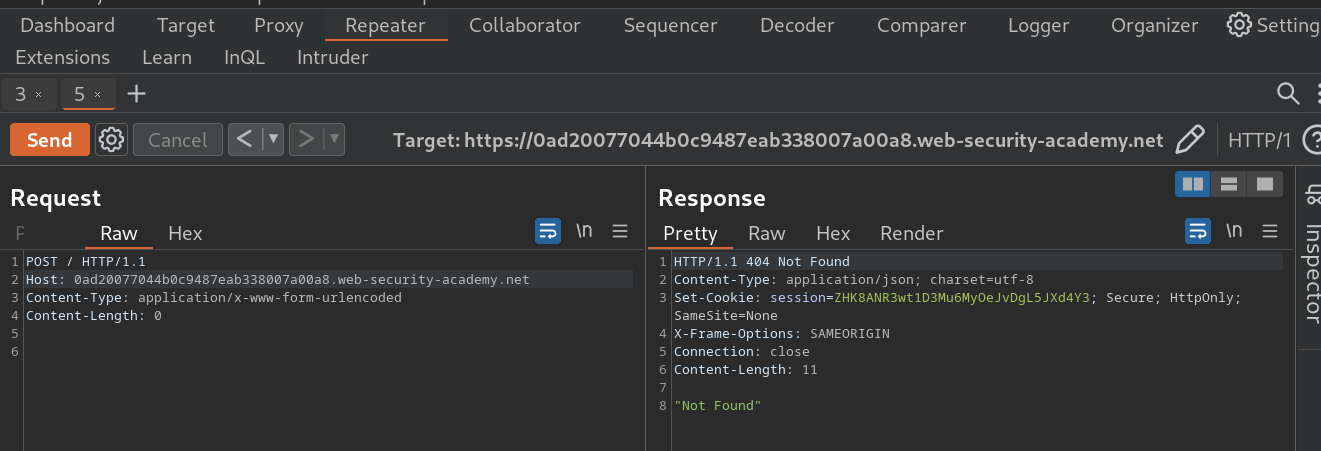 Dashboard Target Proxy Repeater Collaborator Sequencer Decoder Comparer Logger Organizer Setting
Extensions Learn InQL Intruder
3 × 5 × +
Send Cancel < ▼ > ▼ Target: https://0ad20077044b0c9487eab338007a00a8.web-security-academy.net HTTP/1 ?
Request
P Raw Hex \n
1 POST / HTTP/1.1
2 Host: 0ad20077044b0c9487eab338007a00a8.web-security-academy.net
3 Content-Type: application/x-www-form-urlencoded
4 Content-Length: 0
5
6
Response
Pretty Raw Hex Render \n
1 HTTP/1.1 404 Not Found
2 Content-Type: application/json; charset=utf-8
3 Set-Cookie: session=ZHK8ANR3wt1D3Mu6MyOeJvDgL5JXd4Y3; Secure; HttpOnly;
SameSite=None
4 X-Frame-Options: SAMEORIGIN
5 Connection: close
6 Content-Length: 11
7
8 "Not Found"
Inspector